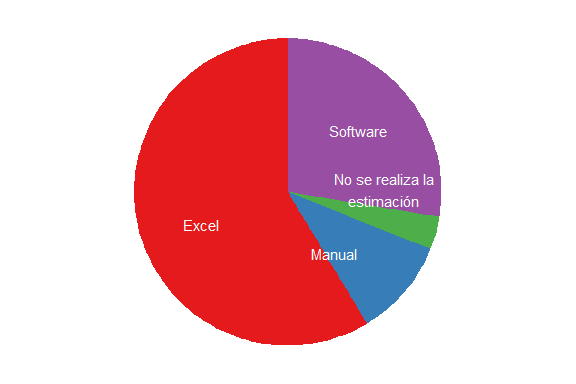 Software
No se realiza la
estimación
Excel
Manual